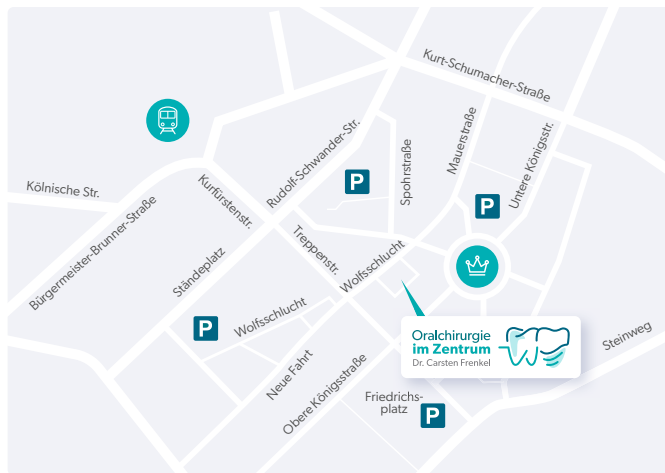 Kurt-Schumacher-Straße
Rudolf-Schwander-Str.
Mauerstraße
Untere Königsstr.
Spohrstraße
P
P
Kölnische Str.
Kurfürstenstr.
Bürgermeister-Brunner-Straße
Treppenstr.
Ständeplatz
Wolfsschlucht
Wolfsschlucht
P
Oralchirurgie
im Zentrum
Dr. Carsten Frenkel
Steinweg
Neue Fahrt
Obere Königsstraße
Friedrichs-
platz
P